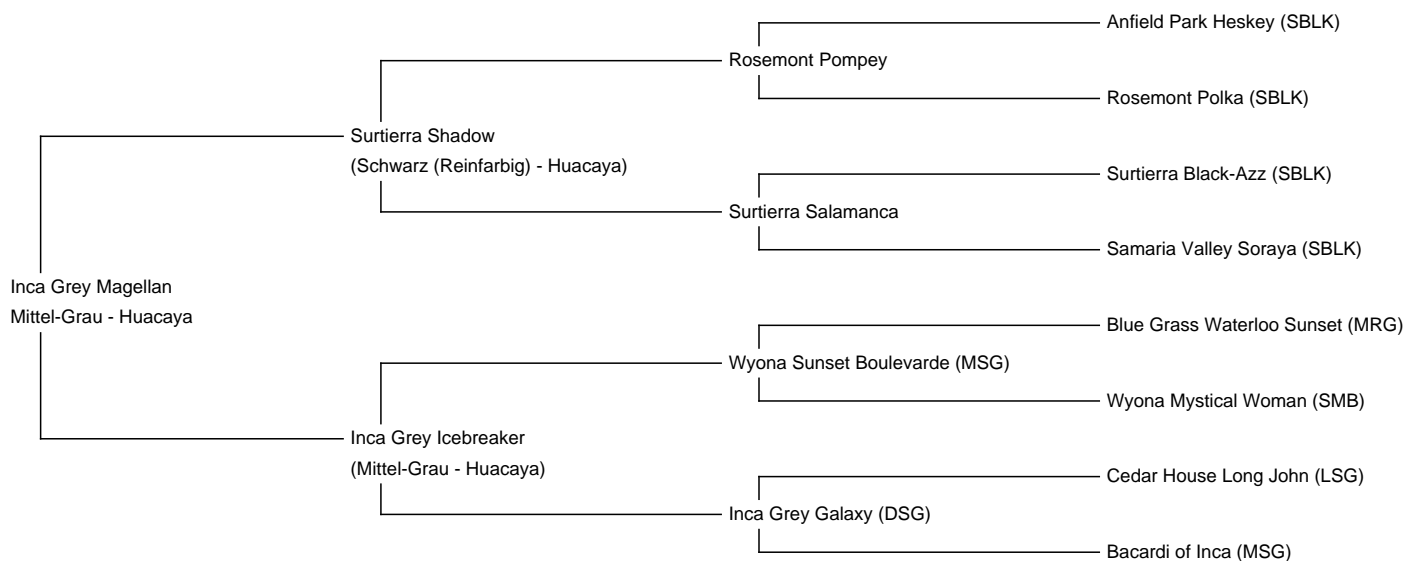 Anfield Park Heskey (SBLK)
Rosemont Pompey
Rosemont Polka (SBLK)
Surtierra Shadow
(Schwarz (Reinfarbig) - Huacaya)
Surtierra Black-Azz (SBLK)
Surtierra Salamanca
Samaria Valley Soraya (SBLK)
Inca Grey Magellan
Mittel-Grau - Huacaya
Blue Grass Waterloo Sunset (MRG)
Wyona Sunset Boulevarde (MSG)
Wyona Mystical Woman (SMB)
Inca Grey Icebreaker
(Mittel-Grau - Huacaya)
Cedar House Long John (LSG)
Inca Grey Galaxy (DSG)
Bacardi of Inca (MSG)